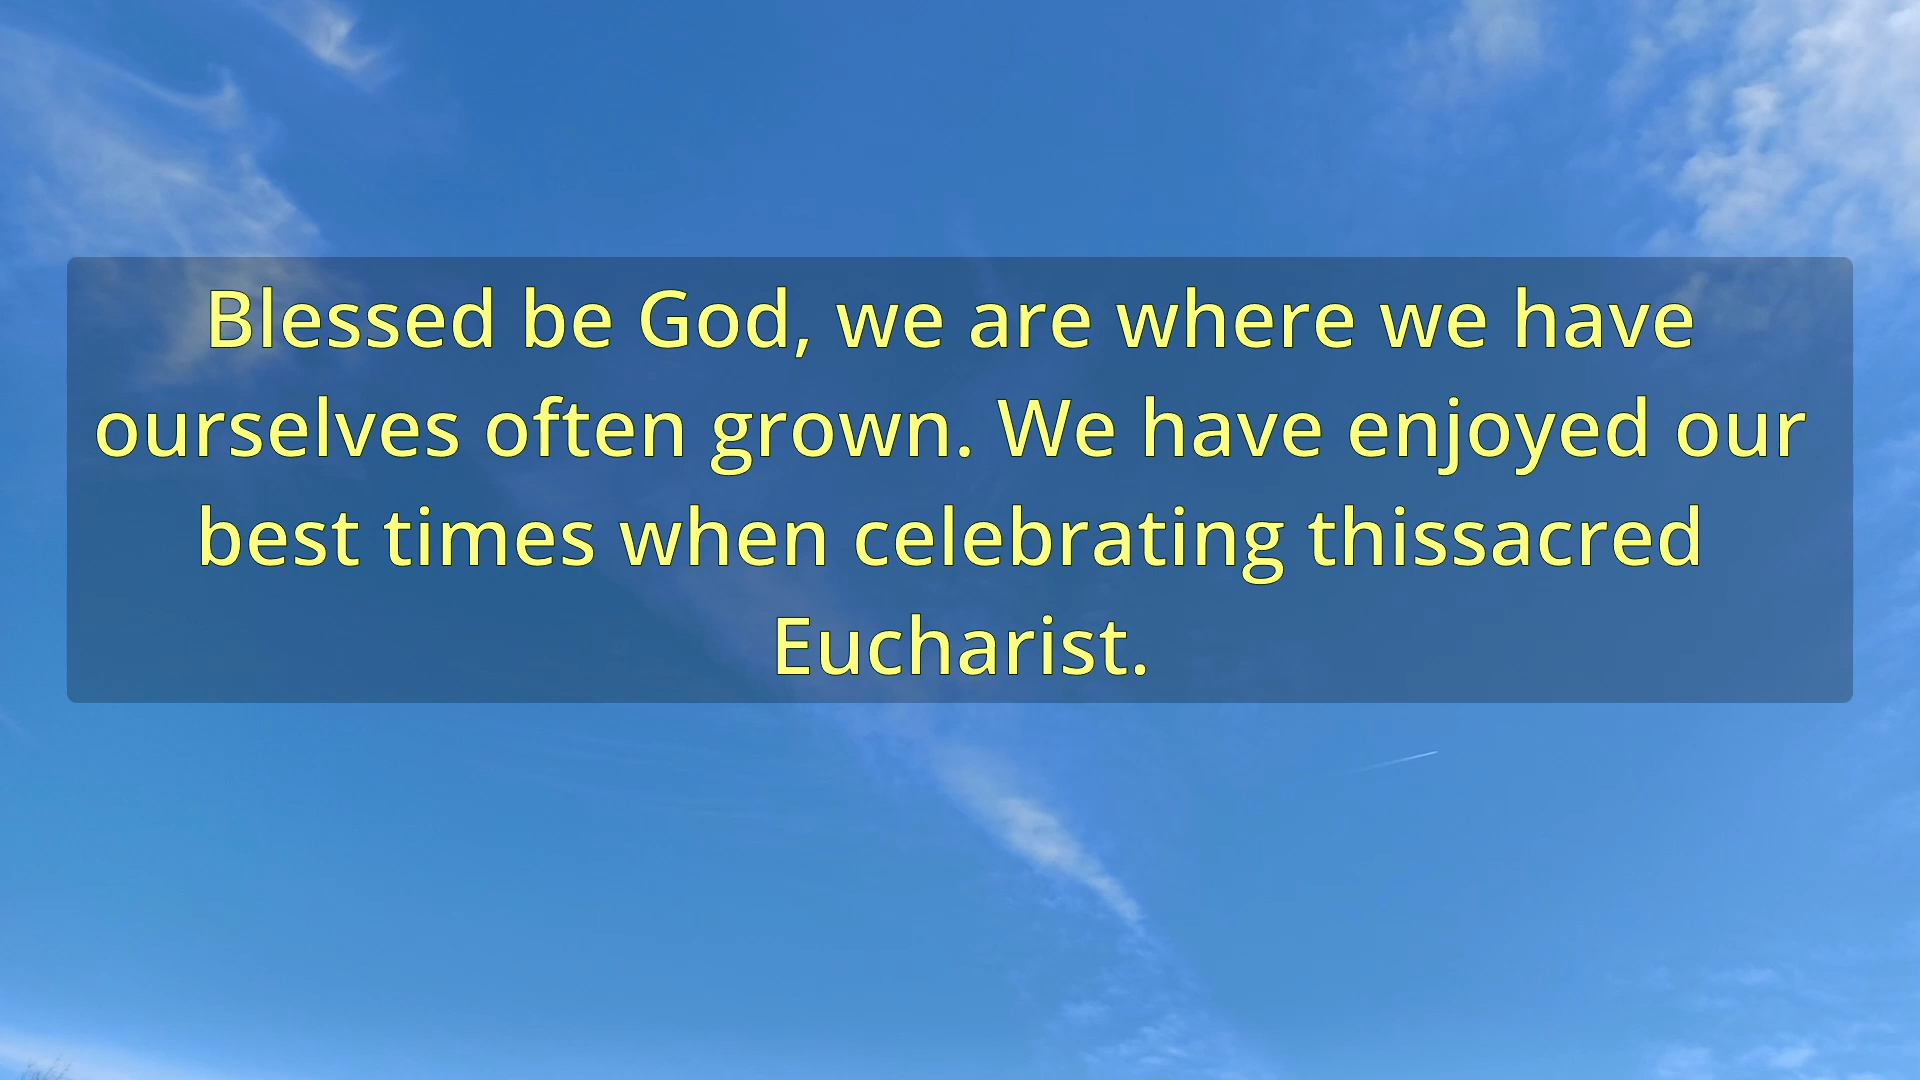 Blessed be God, we are where we have
ourselves often grown. We have enjoyed our
best times when celebrating thissacred
Eucharist.